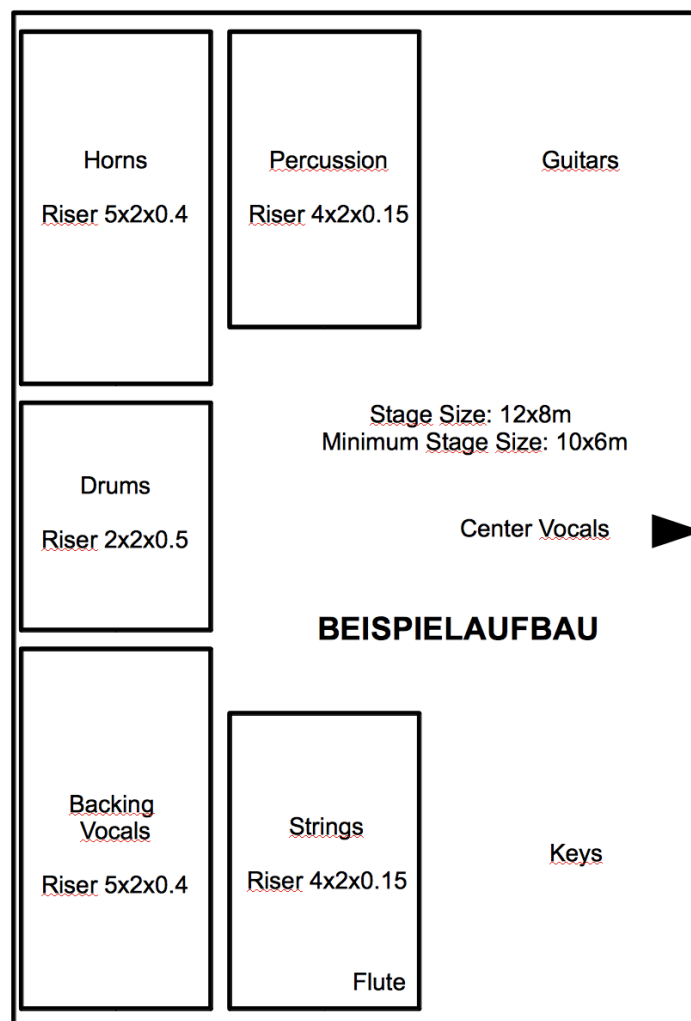 Horns
Riser 5x2x0.4
Percussion
Riser 4x2x0.15
Guitars
Stage Size: 12x8m
Minimum Stage Size: 10x6m
Drums
Riser 2x2x0.5
Center Vocals
BEISPIELAUFBAU
Backing
Vocals
Riser 5x2x0.4
Strings
Riser 4x2x0.15
Flute
Keys